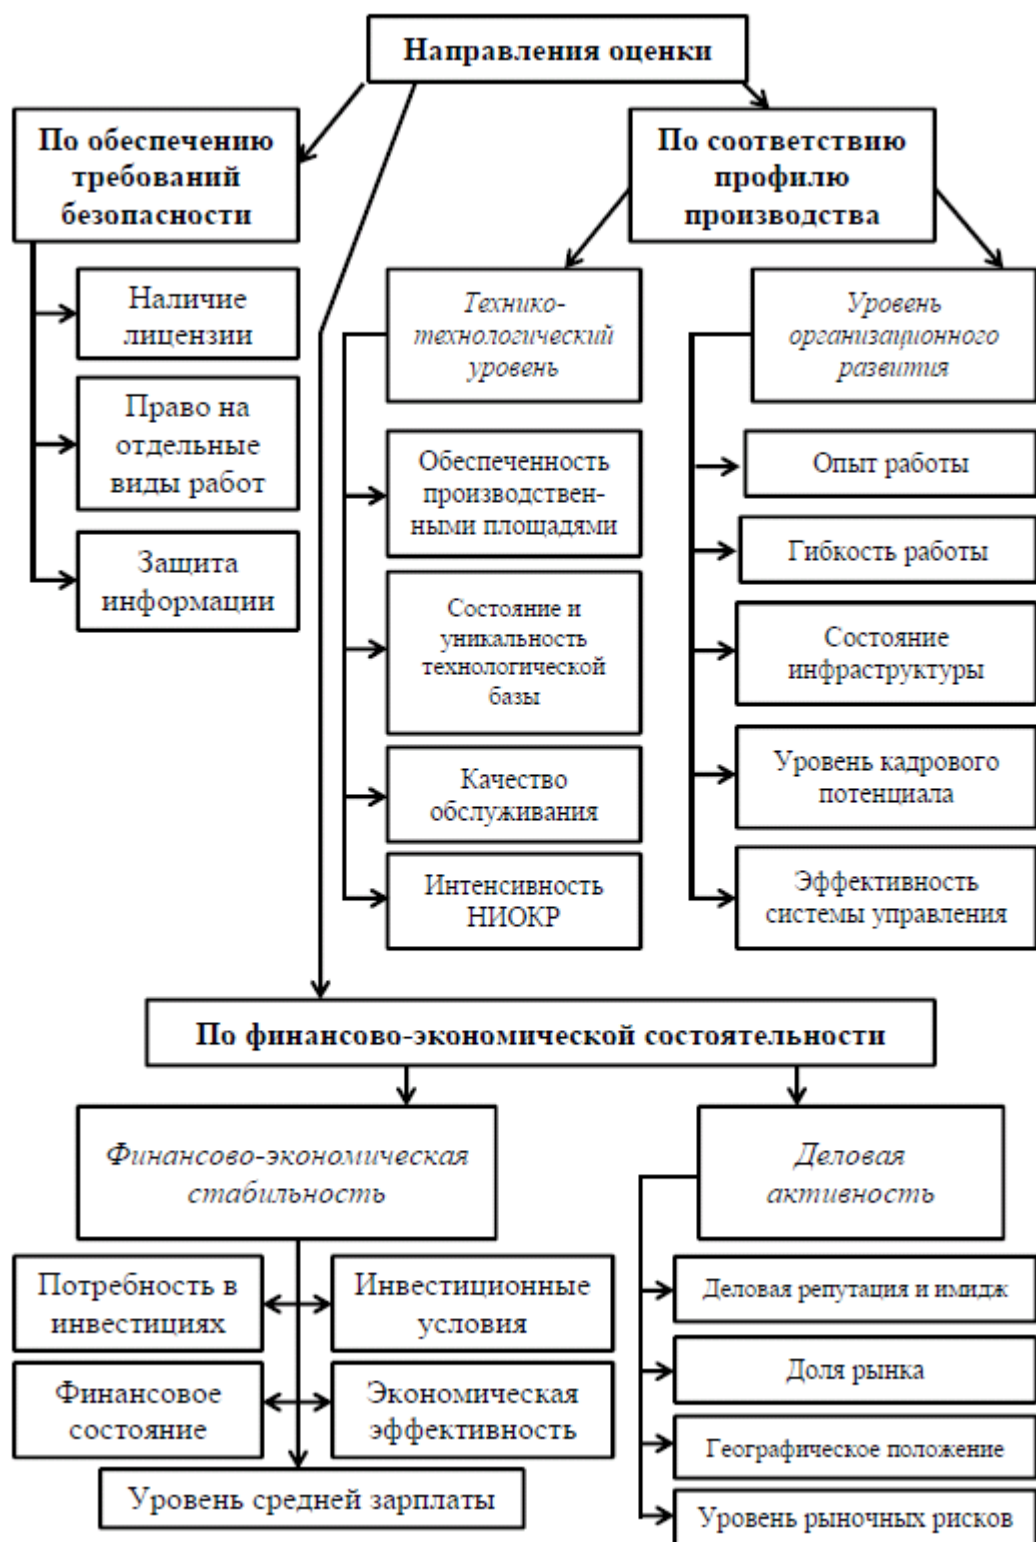 Направления оценки
По обеспечению
требований
безопасности
Наличие
лицензии
Право на
отдельные
виды работ
Защита
информации
По соответствию
профилю
производства
Технико-
технологический
уровень
Обеспеченность
производствен-
ными площадями
Состояние и
уникальность
технологической
базы
Качество
обслуживания
Интенсивность
НИОКР
Уровень
организационного
развития
Опыт работы
Гибкость работы
Состояние
инфраструктуры
Уровень кадрового
потенциала
Эффективность
системы управления
По финансово-экономической состоятельности
Финансово-экономическая
стабильность
Потребность в
инвестициях
Инвестиционные
условия
Финансовое
состояние
Экономическая
эффективность
Уровень средней зарплаты
Деловая
активность
Деловая репутация и имидж
Доля рынка
Географическое положение
Уровень рыночных рисков